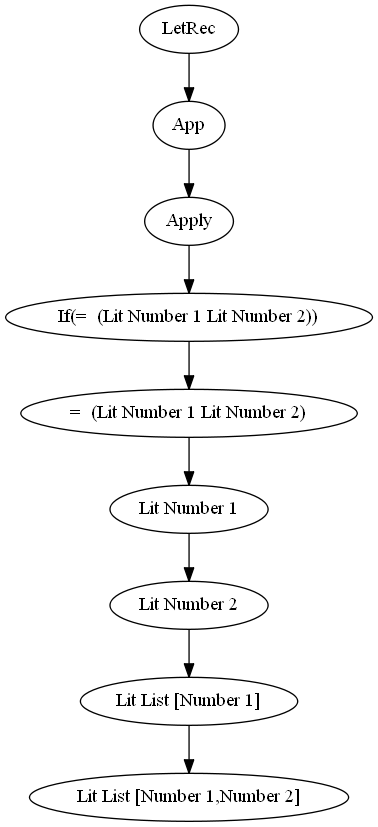 LetRec
App
Apply
If(=  (Lit Number 1 Lit Number 2))
=  (Lit Number 1 Lit Number 2)
Lit Number 1
Lit Number 2
Lit List [Number 1]
Lit List [Number 1,Number 2]